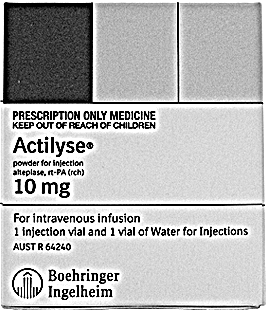 PRESCRIPTION ONLY MEDICINE
KEEP OUT OF REACH OF CHILDREN
Actilyse®
powder for injection
alteplase, rt-PA (rch)
10 mg
For intravenous infusion
1 injection vial and 1 vial of Water for Injections
AUST R 64240
Boehringer
Ingelheim